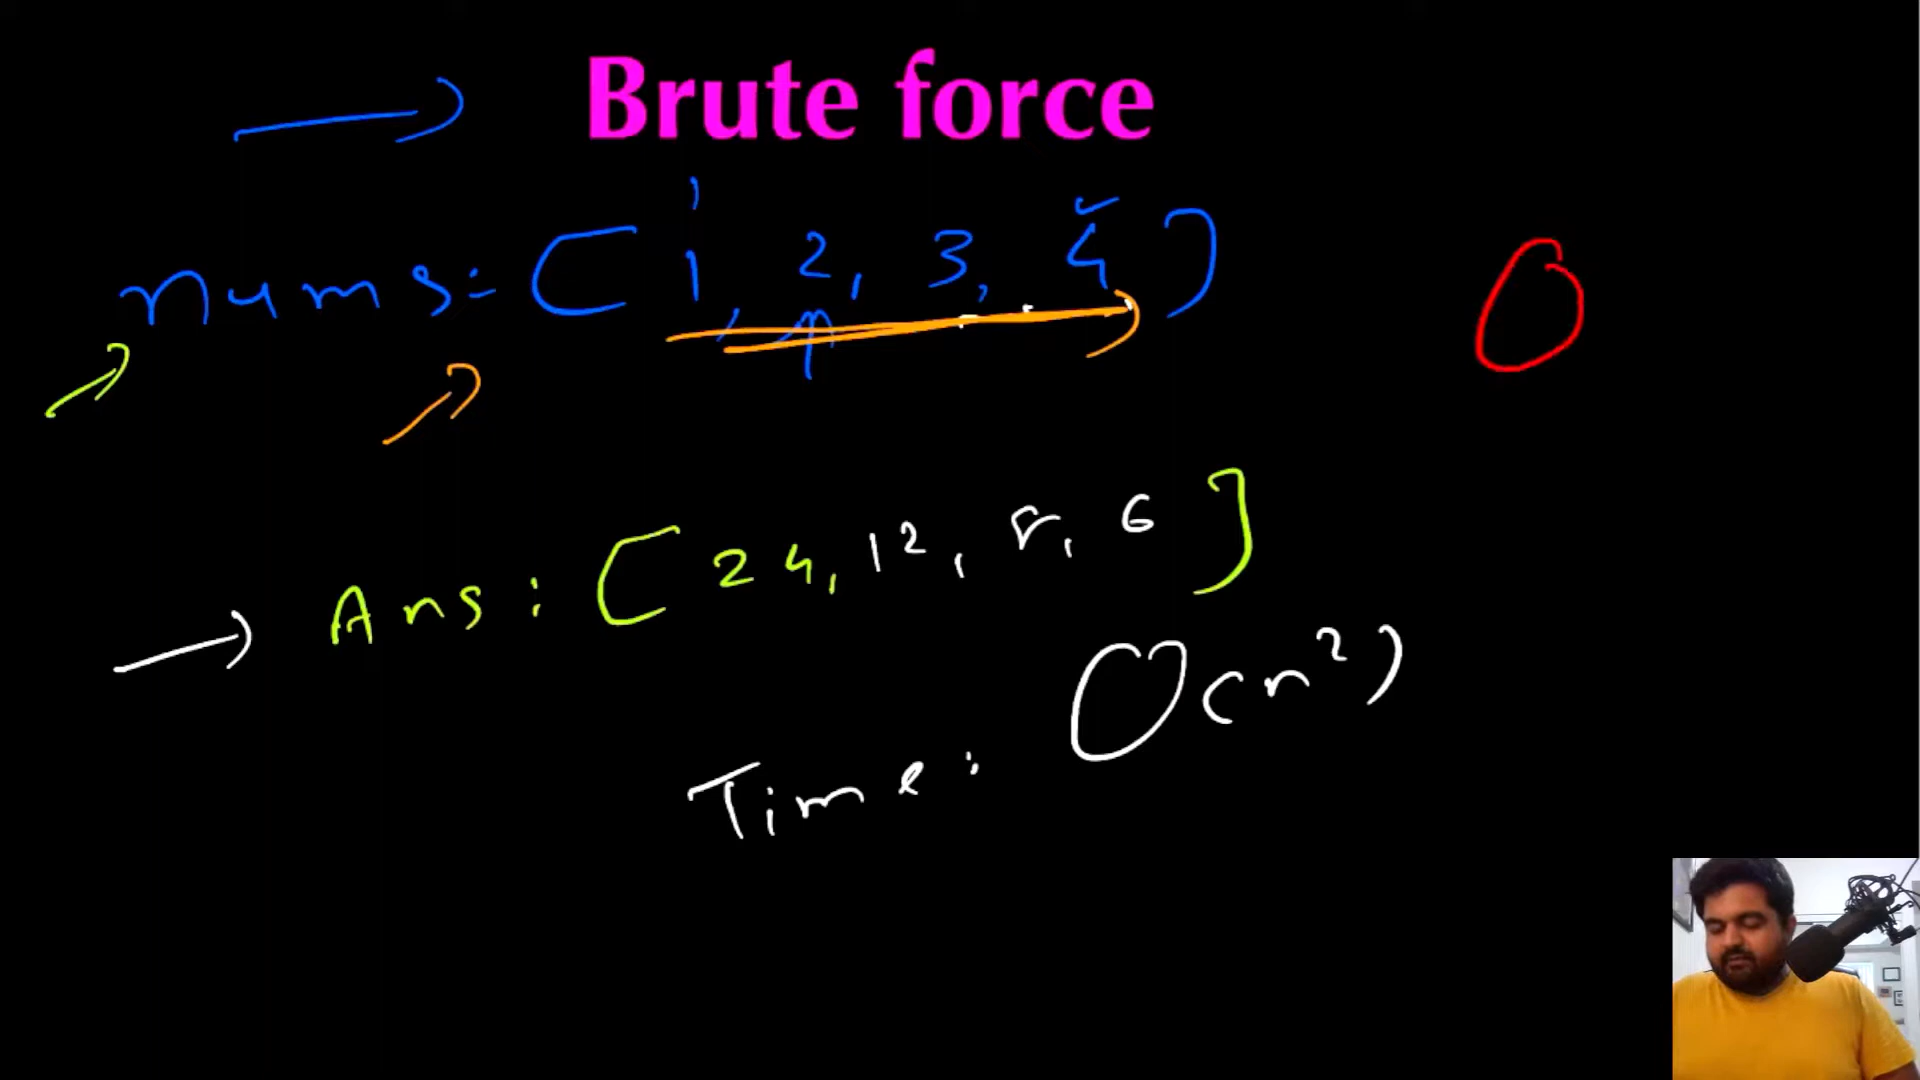 Brute force
nums: [1, 2, 3, 4]
Ans: [24, 12, 8, 6]
Time: O(n²)
O